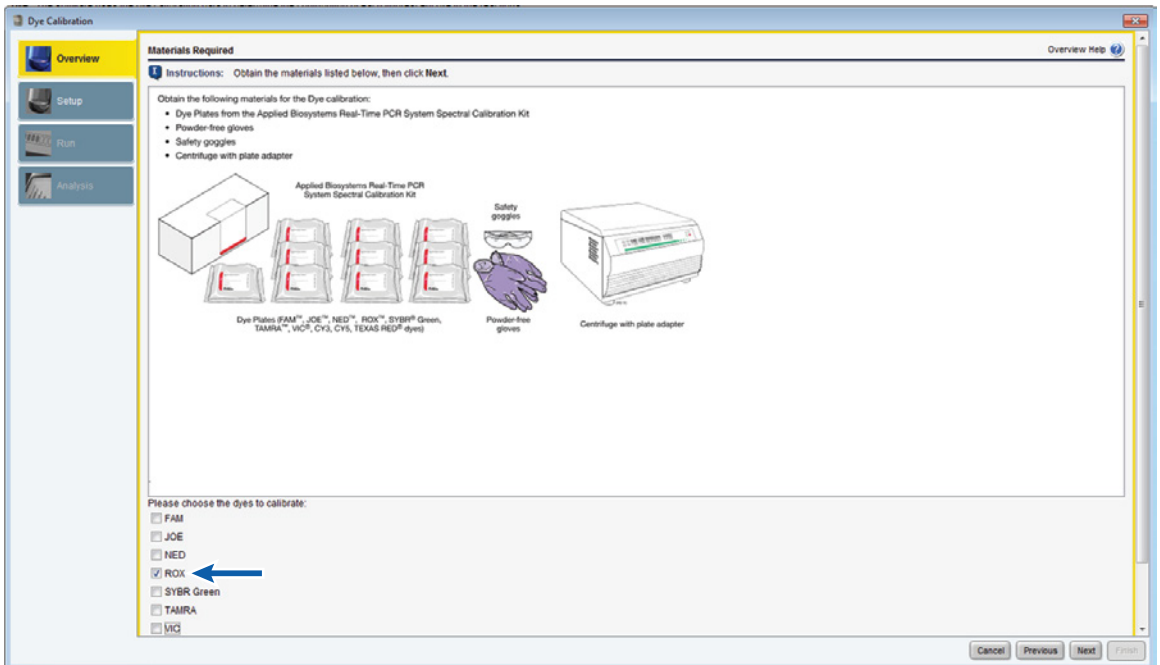 Dye Calibration
Overview
Setup
Run
Analysis
Materials Required
Overview Help
Instructions: Obtain the materials listed below, then click Next.
Obtain the following materials for the Dye calibration:
• Dye Plates from the Applied Biosystems Real-Time PCR System Spectral Calibration Kit
• Powder-free gloves
• Safety goggles
• Centrifuge with plate adapter
Applied Biosystems Real-Time PCR
System Spectral Calibration Kit
Safety
goggles
Dye Plates (FAM™, JOE™, NED™, ROX™, SYBR® Green,
TAMRA™, VIC®, CY3, CY5, TEXAS RED® dyes)
Powder-free
gloves
Centrifuge with plate adapter
Please choose the dyes to calibrate:
FAM
JOE
NED
ROX
SYBR Green
TAMRA
VIC
Cancel Previous Next Finish